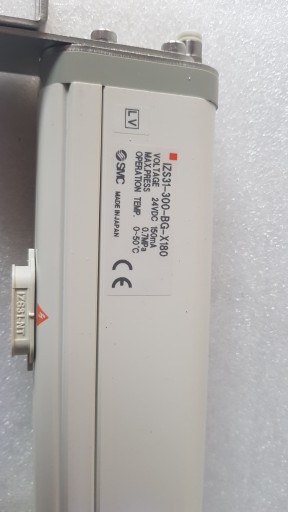 LV
IZS31-300-BG-X180
VOLTAGE 24VDC 150mA
MAX.PRESS 0.7MPa
OPERATION TEMP. 0-50℃
SMC MADE IN JAPAN
CE
IZS31-NT